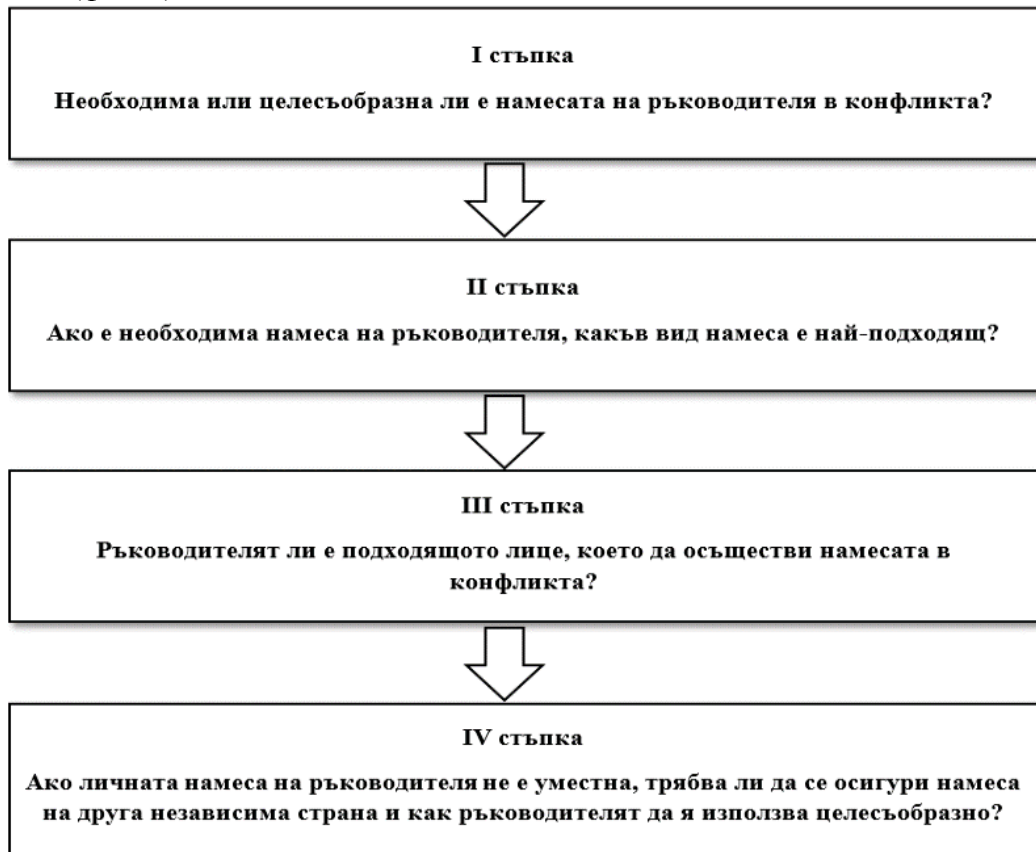 I стъпка
Необходима или целесъобразна ли е намесата на ръководителя в конфликта?
II стъпка
Ако е необходима намеса на ръководителя, какъв вид намеса е най-подходящ?
III стъпка
Ръководителят ли е подходящото лице, което да осъществи намесата в
конфликта?
IV стъпка
Ако личната намеса на ръководителя не е уместна, трябва ли да се осигури намеса
на друга независима страна и как ръководителят да я използва целесъобразно?